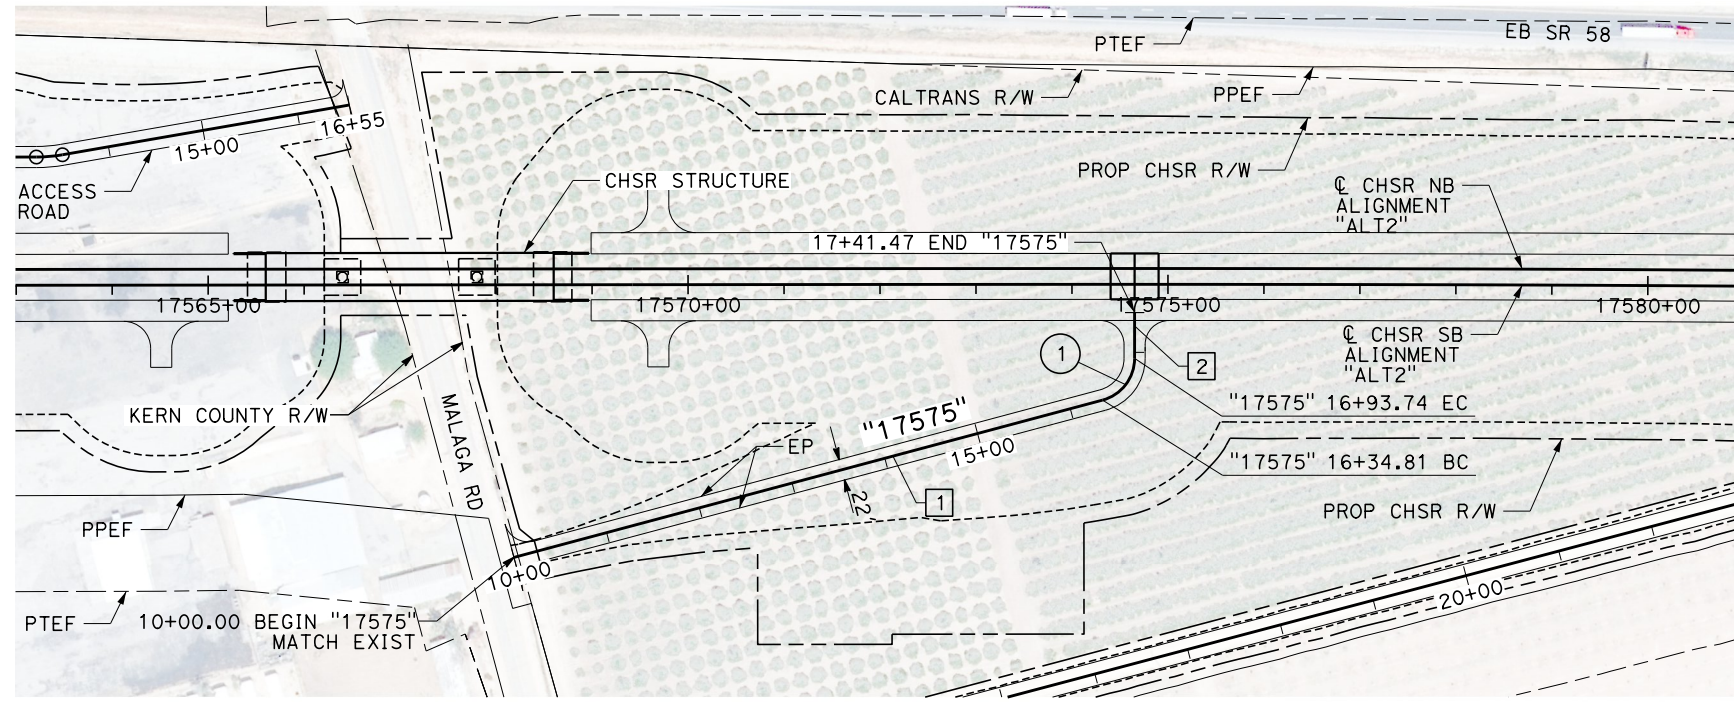 EB SR 58
PTEF
CALTRANS R/W
PPEF
16+55
15+00
ACCESS
ROAD
CHSR STRUCTURE
PROP CHSR R/W
℄ CHSR NB
ALIGNMENT
"ALT2"
17+41.47 END "17575"
17565+00
17570+00
17575+00
17580+00
℄ CHSR SB
ALIGNMENT
"ALT2"
1
2
KERN COUNTY R/W
MALAGA RD
"17575"
"17575" 16+93.74 EC
EP
15+00
"17575" 16+34.81 BC
1
22
PPEF
PROP CHSR R/W
10+00
PTEF
10+00.00 BEGIN "17575"
MATCH EXIST
20+00